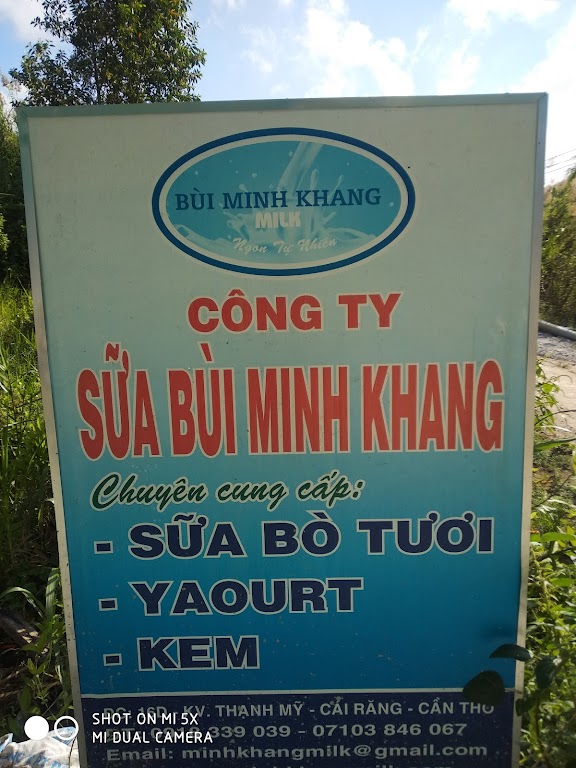 BÙI MINH KHANG
MILK
Ngon Tự Nhiên
CÔNG TY
SỮA BÙI MINH KHANG
Chuyên cung cấp:
- SỮA BÒ TƯƠI
- YAOURT
- KEM
ĐC: 16D - KV. THẠNH MỸ - CÁI RĂNG - CẦN THƠ
339 039 - 07103 846 067
Email: minhkhangmilk@gmail.com
SHOT ON MI 5X
MI DUAL CAMERA